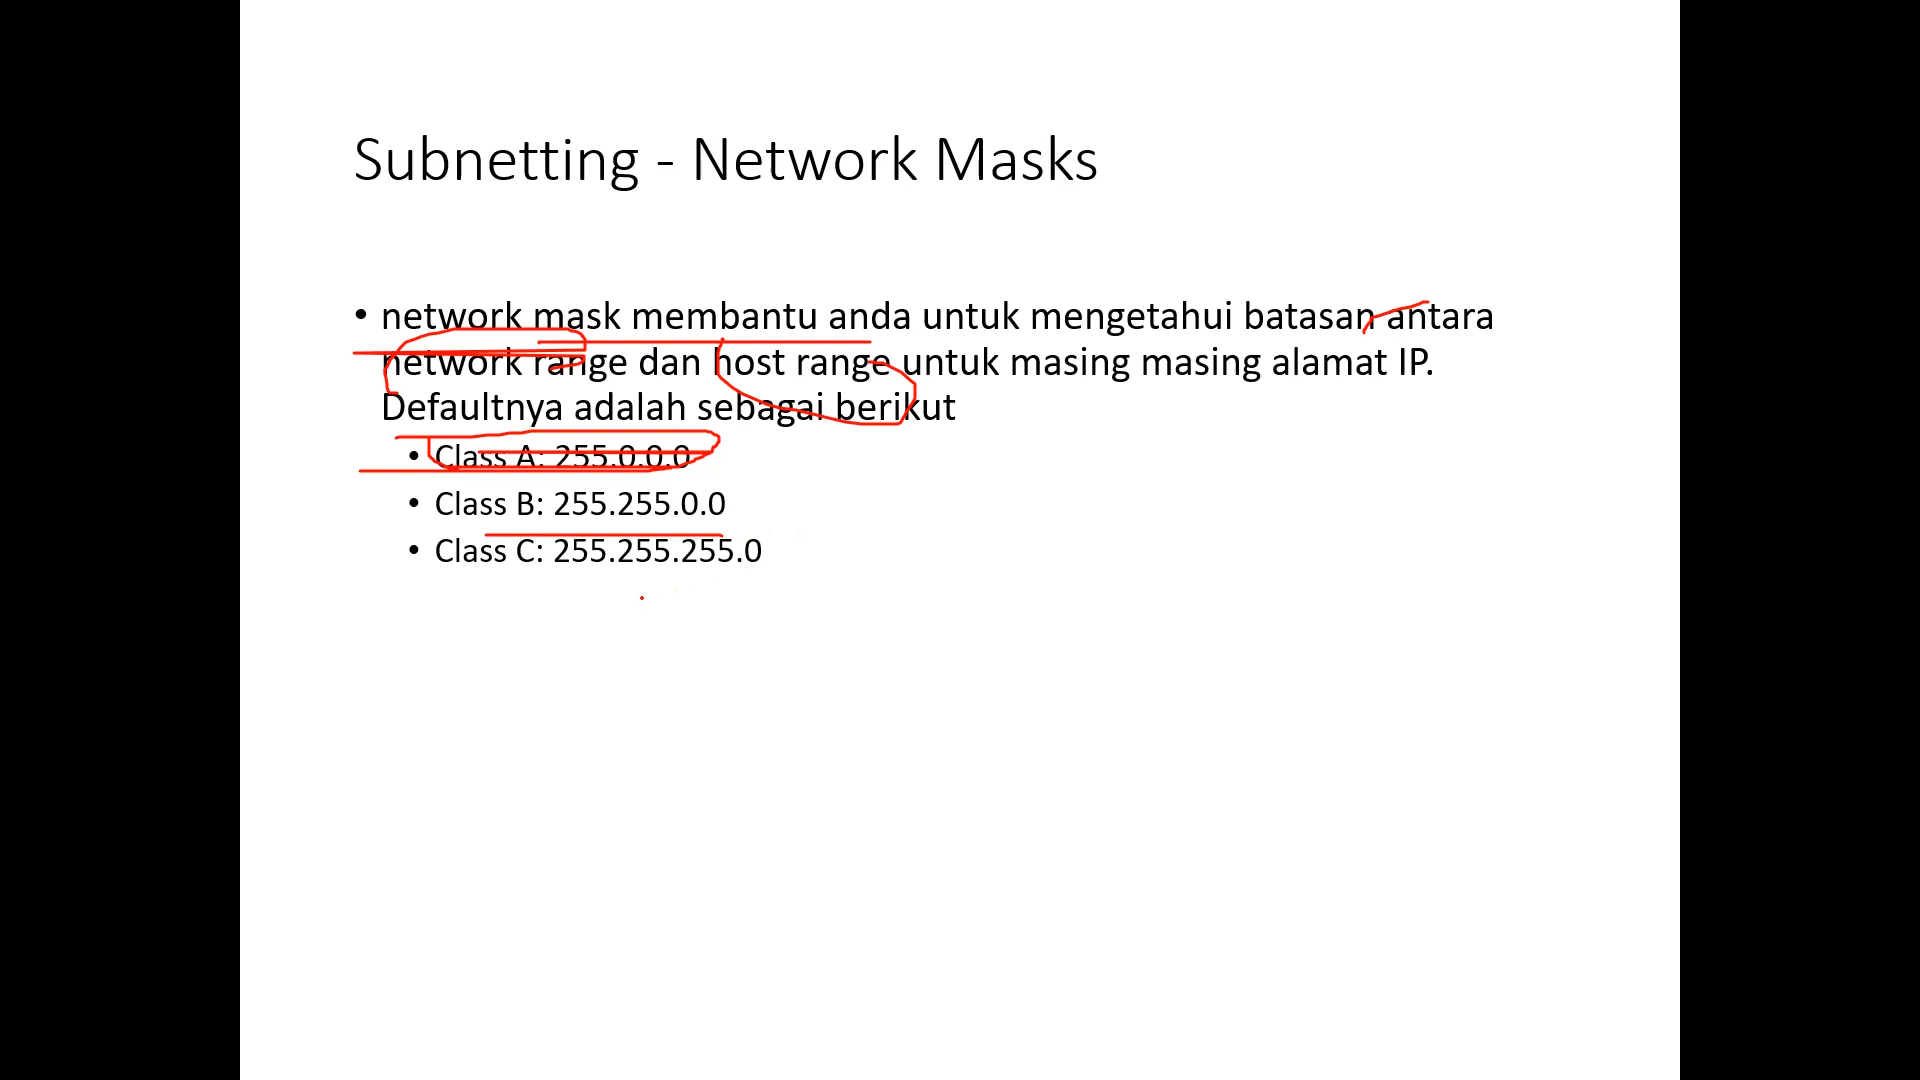 Subnetting - Network Masks
• network mask membantu anda untuk mengetahui batasan antara
network range dan host range untuk masing masing alamat IP.
Defaultnya adalah sebagai berikut
• Class A: 255.0.0.0
• Class B: 255.255.0.0
• Class C: 255.255.255.0